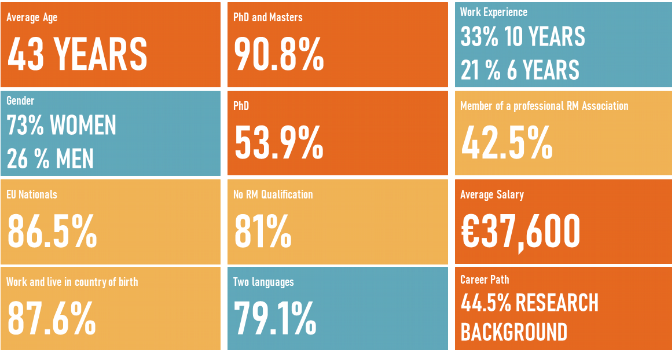 Average Age
43 YEARS
PhD and Masters
90.8%
Work Experience
33% 10 YEARS
21 % 6 YEARS
Gender
73% WOMEN
26 % MEN
PhD
53.9%
Member of a professional RM Association
42.5%
EU Nationals
86.5%
No RM Qualification
81%
Average Salary
€37,600
Work and live in country of birth
87.6%
Two languages
79.1%
Career Path
44.5% RESEARCH
BACKGROUND